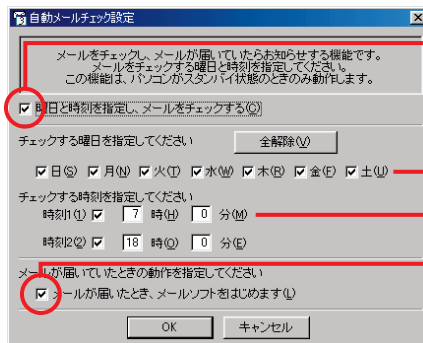 自動メールチェック設定
メールをチェックし、メールが届いていたらお知らせする機能です。
メールをチェックする曜日と時刻を指定してください。
この機能は、パソコンがスタンバイ状態のときのみ動作します。
曜日と時刻を指定し、メールをチェックする(C)
チェックする曜日を指定してください 全解除(V)
日(S) 月(N) 火(T) 水(W) 木(R) 金(F) 土(U)
チェックする時刻を指定してください
時刻1(1) 7 時(H) 0 分(M)
時刻2(2) 18 時(O) 0 分(E)
メールが届いていたときの動作を指定してください
メールが届いたとき、メールソフトをはじめます(L)
OK キャンセル